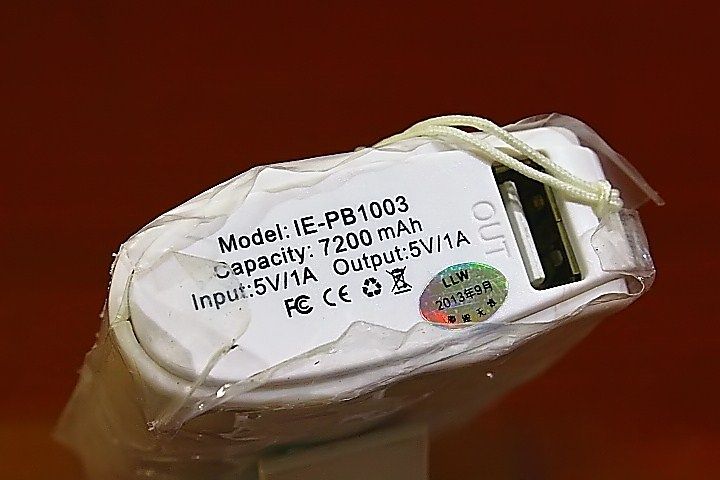 Model: IE-PB1003
Capacity: 7200 mAh
Input:5V/1A Output:5V/1A
FC CE
OUT
LLW
2013年9月